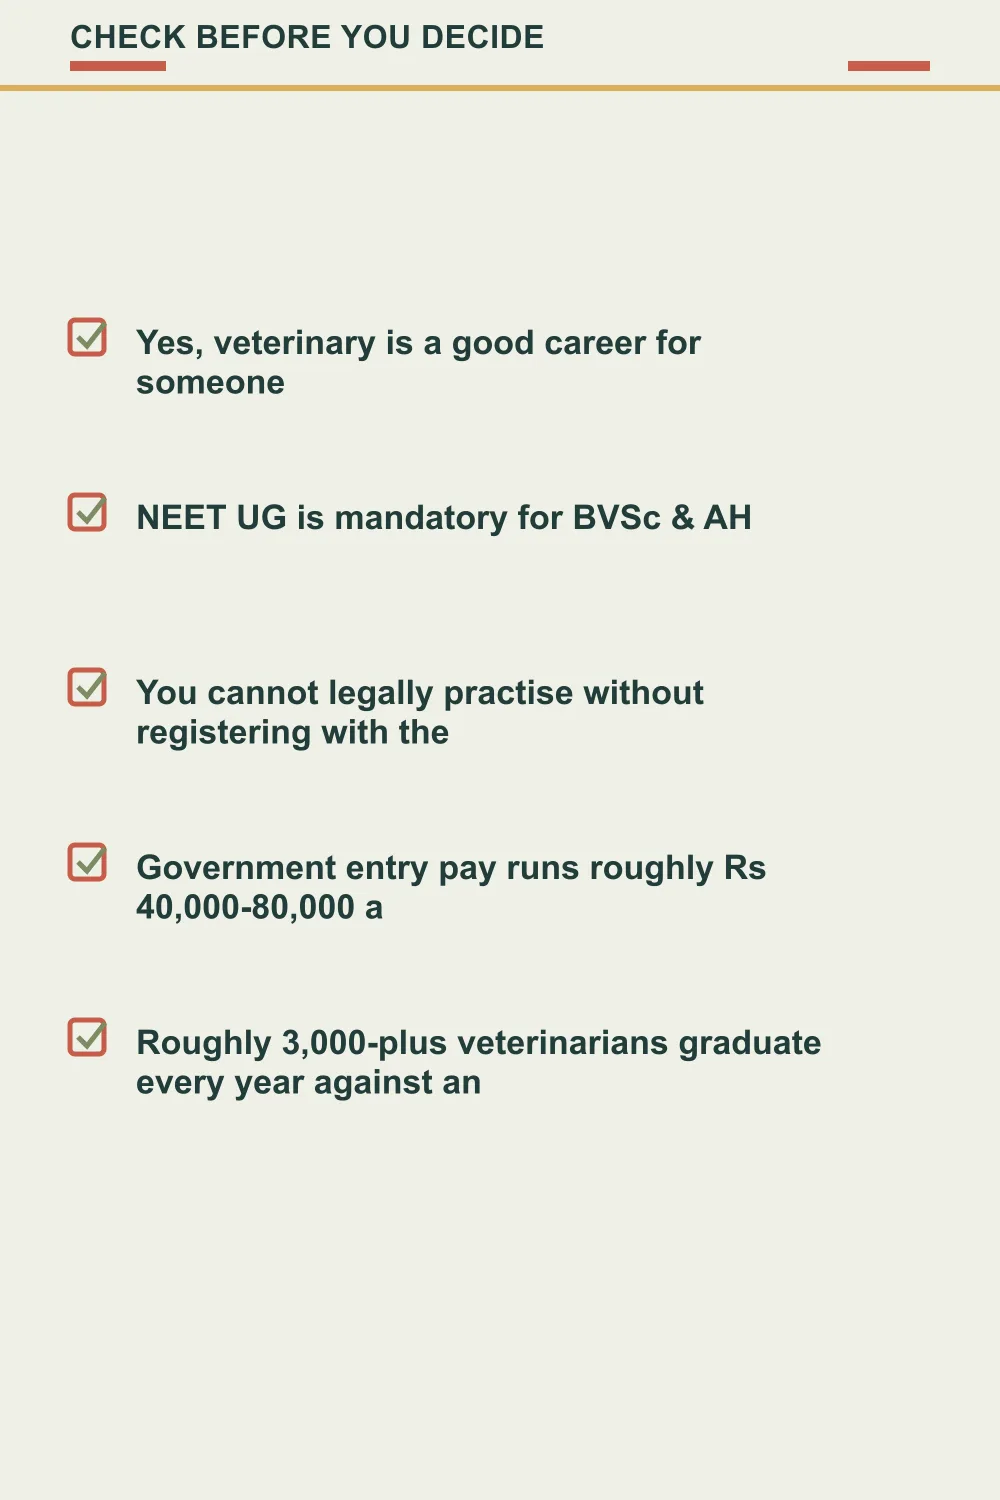 CHECK BEFORE YOU DECIDE
Yes, veterinary is a good career for
someone
NEET UG is mandatory for BVSc & AH
You cannot legally practise without
registering with the
Government entry pay runs roughly Rs
40,000-80,000 a
Roughly 3,000-plus veterinarians graduate
every year against an